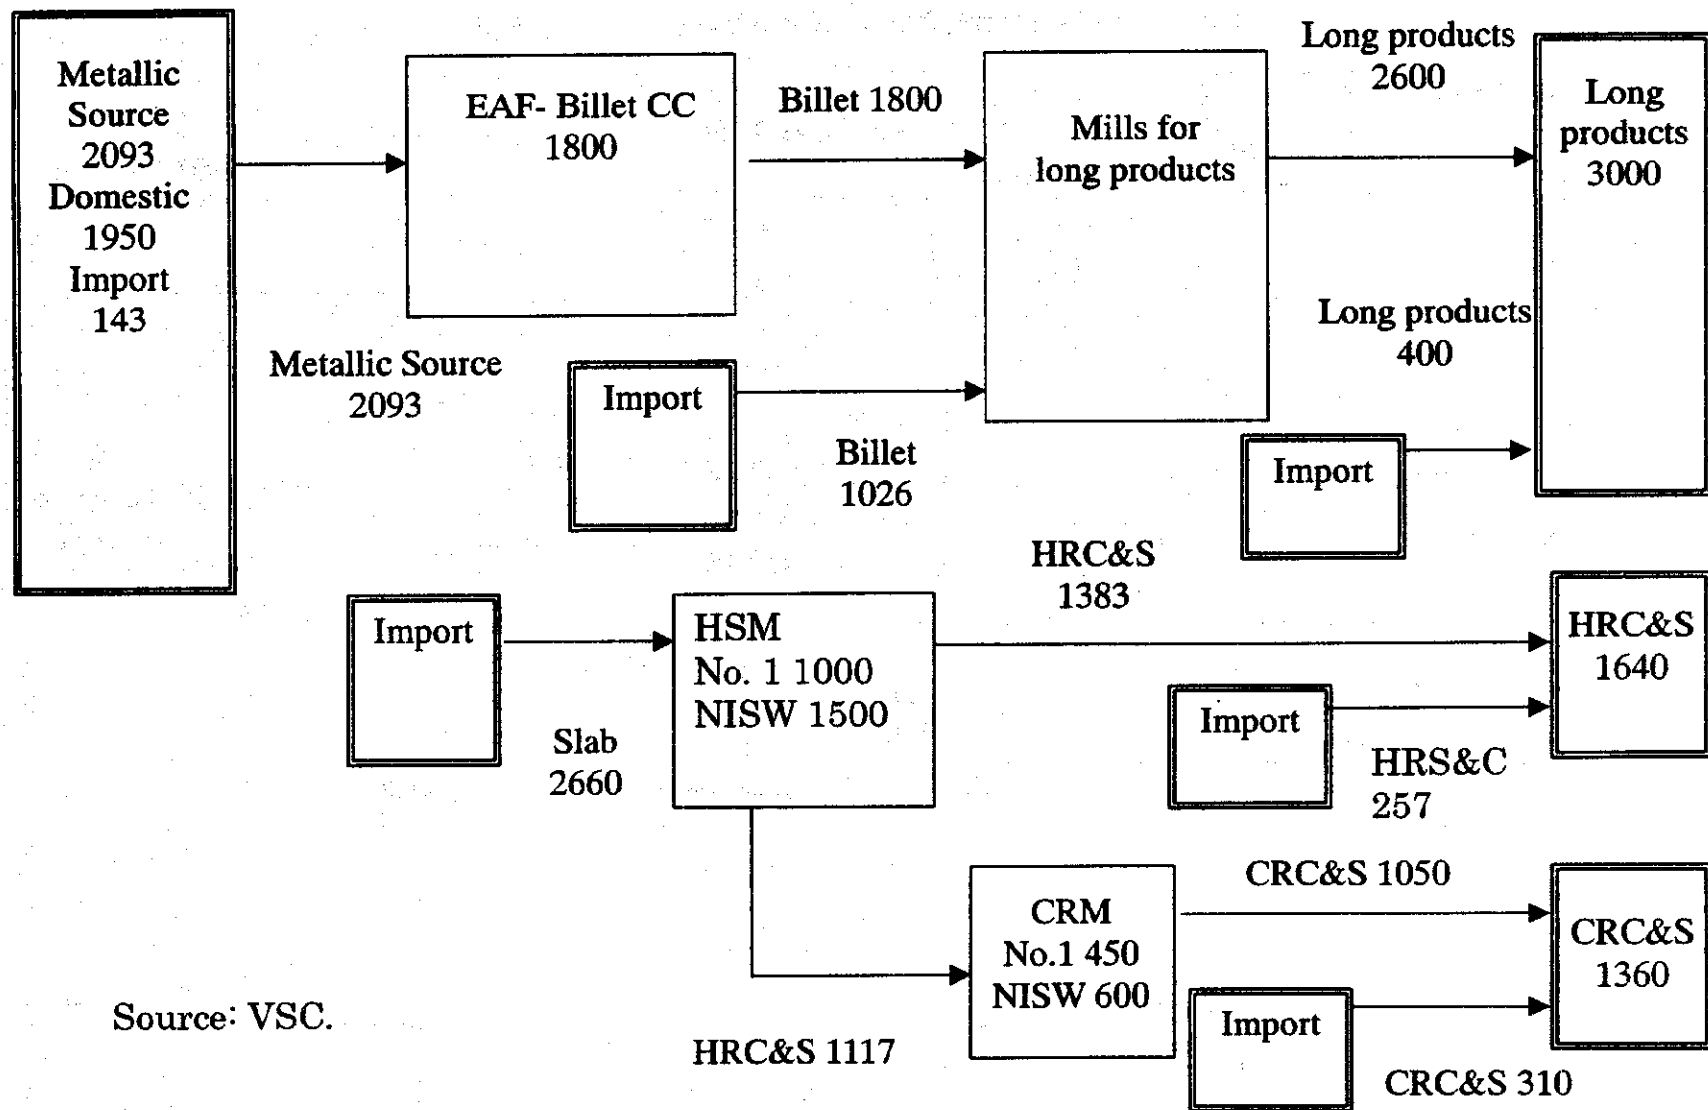 Metallic
Source
2093
Domestic
1950
Import
143
EAF- Billet CC
1800
Billet 1800
Mills for
long products
Long products
2600
Long
products
3000
Long products
400
Metallic Source
2093
Import
Billet
1026
Import
HRC&S
1383
Import
Slab
2660
HSM
No. 1 1000
NISW 1500
HRC&S
1640
Import
HRS&C
257
CRC&S 1050
CRM
No.1 450
NISW 600
CRC&S
1360
Import
CRC&S 310
HRC&S 1117
Source: VSC.